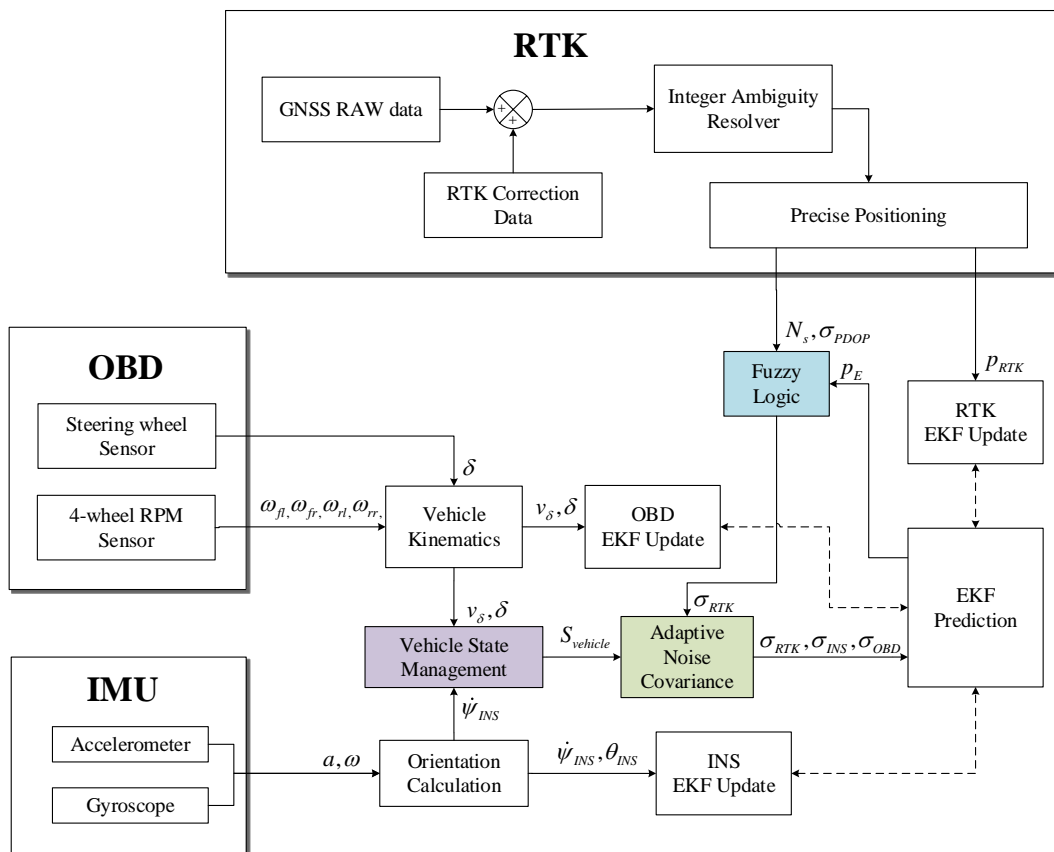 RTK
GNSS RAW data
+
+
Integer Ambiguity
Resolver
RTK Correction
Data
Precise Positioning
N_s, σ_PDOP
p_RTK
OBD
Fuzzy
Logic
p_E
Steering wheel
Sensor
RTK
EKF Update
δ
4-wheel RPM
Sensor
ω_fl, ω_fr, ω_rl, ω_rr,
Vehicle
Kinematics
v_δ, δ
OBD
EKF Update
EKF
Prediction
v_δ, δ
σ_RTK
Vehicle State
Management
S_vehicle
Adaptive
Noise
Covariance
σ_RTK, σ_INS, σ_OBD
IMU
ψ̇_INS
Accelerometer
Gyroscope
a, ω
Orientation
Calculation
ψ̇_INS, θ_INS
INS
EKF Update